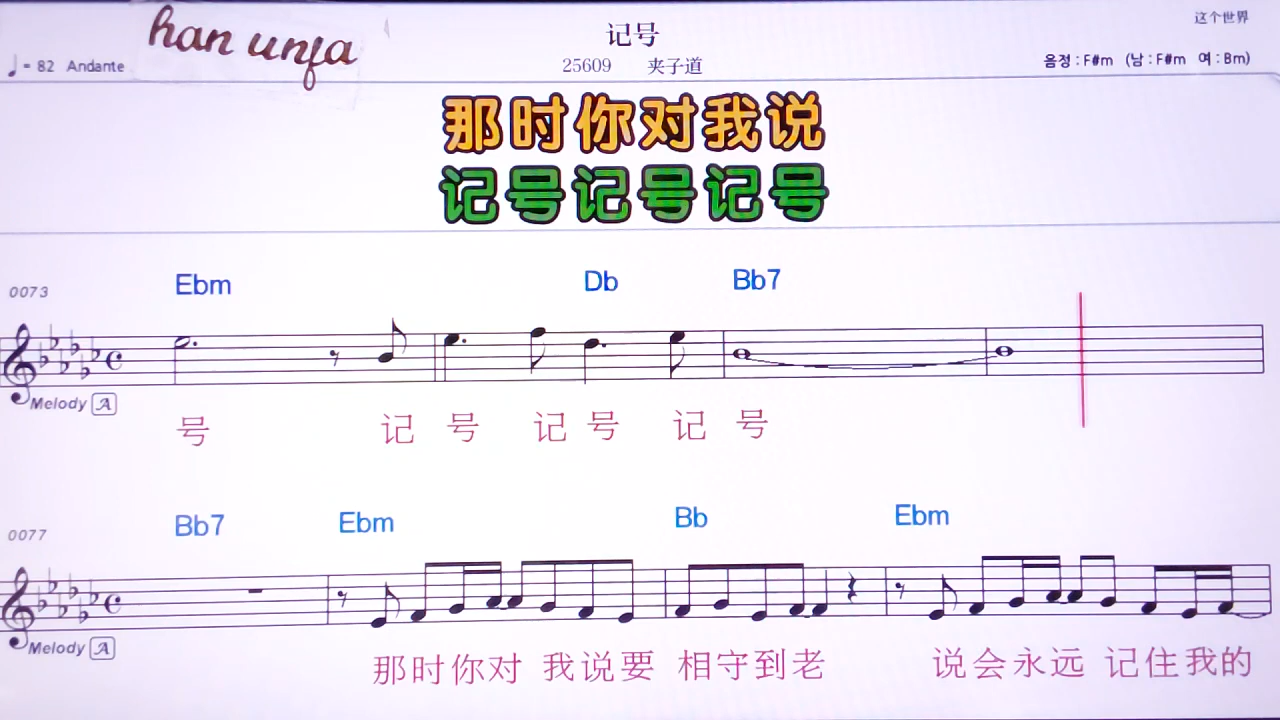 这个世界
han unfa
记号
♩= 82 Andante
25609 夹子道
음정 : F#m (남 : F#m 여 : Bm)
那时你对我说
记号记号记号
0073
Ebm Db Bb7
Melody A
号 记 号 记 号 记 号
0077
Bb7 Ebm Bb Ebm
Melody A
那时你对 我说要 相守到老 说会永远 记住我的